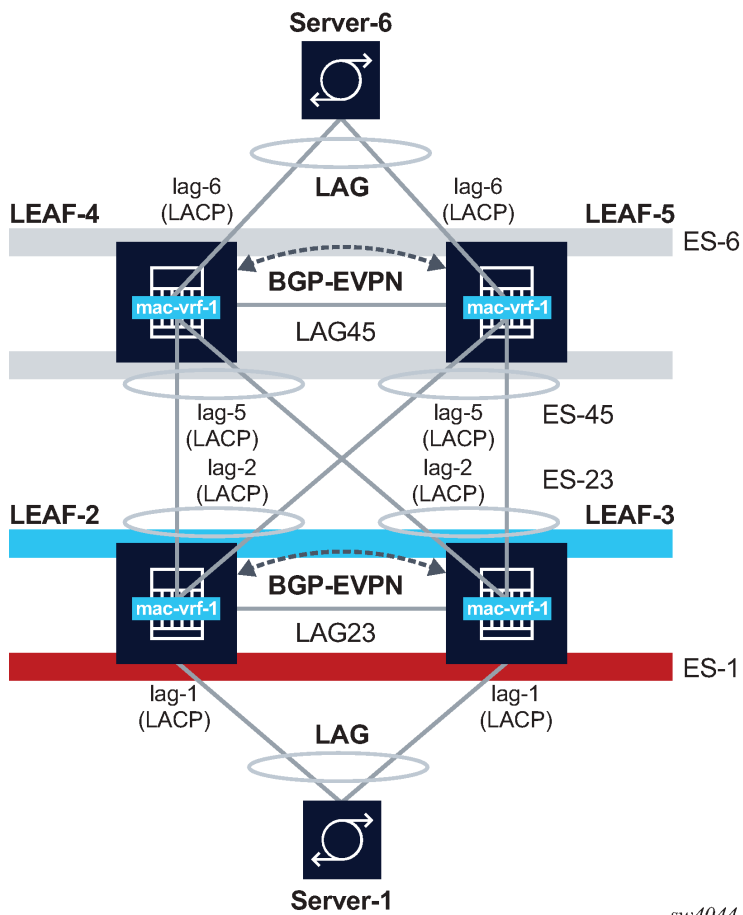 Server-6
LAG
lag-6
(LACP)
lag-6
(LACP)
LEAF-4
LEAF-5
ES-6
BGP-EVPN
mac-vrf-1
mac-vrf-1
LAG45
lag-5
(LACP)
lag-5
(LACP)
ES-45
lag-2
(LACP)
lag-2
(LACP)
ES-23
LEAF-2
LEAF-3
BGP-EVPN
mac-vrf-1
mac-vrf-1
LAG23
ES-1
lag-1
(LACP)
lag-1
(LACP)
LAG
Server-1